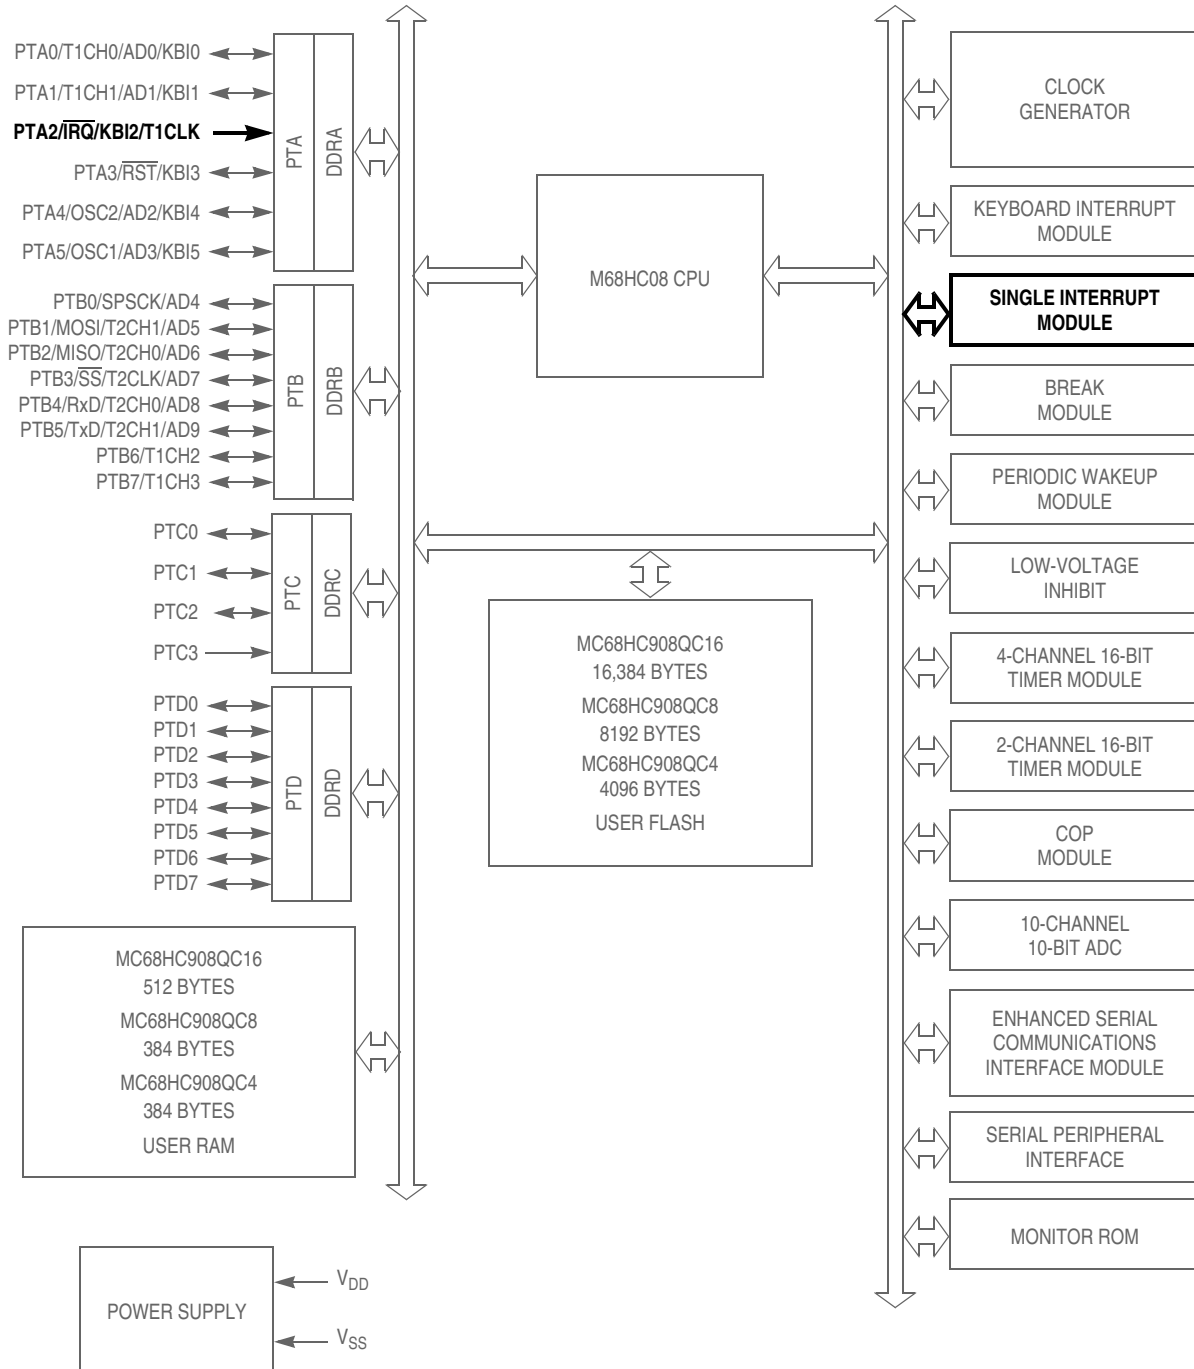 PTA0/T1CH0/AD0/KBI0
PTA1/T1CH1/AD1/KBI1
PTA2/IRQ/KBI2/T1CLK
PTA3/RST/KBI3
PTA4/OSC2/AD2/KBI4
PTA5/OSC1/AD3/KBI5
PTA
DDRA
PTB0/SPSCK/AD4
PTB1/MOSI/T2CH1/AD5
PTB2/MISO/T2CH0/AD6
PTB3/SS/T2CLK/AD7
PTB4/RxD/T2CH0/AD8
PTB5/TxD/T2CH1/AD9
PTB6/T1CH2
PTB7/T1CH3
PTB
DDRB
PTC0
PTC1
PTC2
PTC3
PTC
DDRC
PTD0
PTD1
PTD2
PTD3
PTD4
PTD5
PTD6
PTD7
PTD
DDRD
MC68HC908QC16
512 BYTES
MC68HC908QC8
384 BYTES
MC68HC908QC4
384 BYTES
USER RAM
POWER SUPPLY
VDD
VSS
M68HC08 CPU
MC68HC908QC16
16,384 BYTES
MC68HC908QC8
8192 BYTES
MC68HC908QC4
4096 BYTES
USER FLASH
CLOCK
GENERATOR
KEYBOARD INTERRUPT
MODULE
SINGLE INTERRUPT
MODULE
BREAK
MODULE
PERIODIC WAKEUP
MODULE
LOW-VOLTAGE
INHIBIT
4-CHANNEL 16-BIT
TIMER MODULE
2-CHANNEL 16-BIT
TIMER MODULE
COP
MODULE
10-CHANNEL
10-BIT ADC
ENHANCED SERIAL
COMMUNICATIONS
INTERFACE MODULE
SERIAL PERIPHERAL
INTERFACE
MONITOR ROM